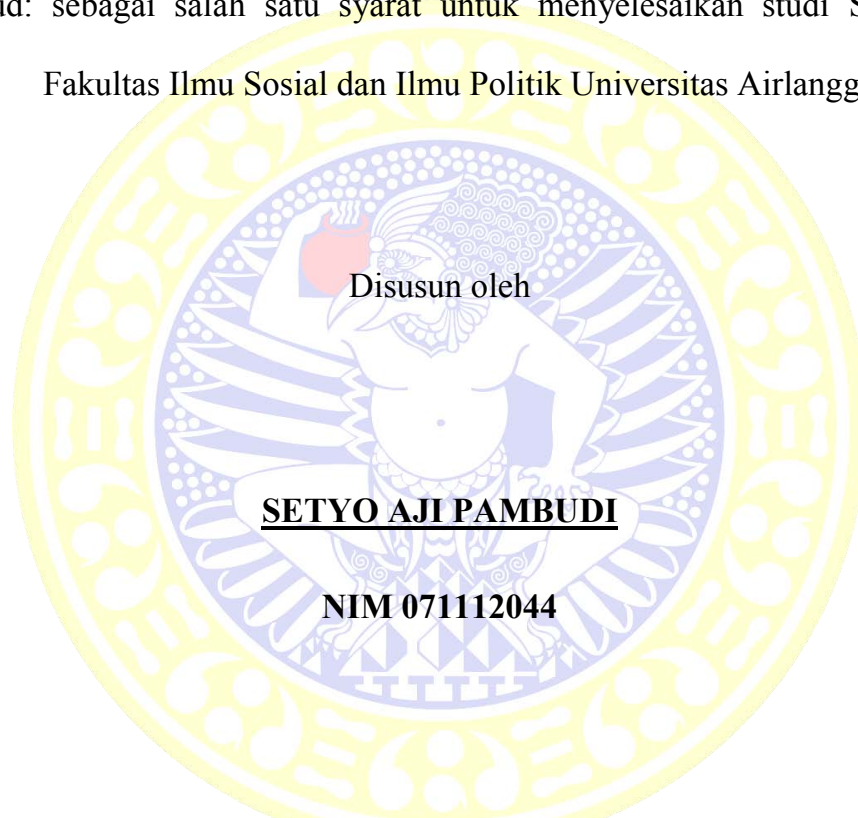 sebagai salah satu syarat untuk menyelesaikan studi
Fakultas Ilmu Sosial dan Ilmu Politik Universitas
Disusun oleh
SETYO AJI PAMBUDI
NIM 071112044